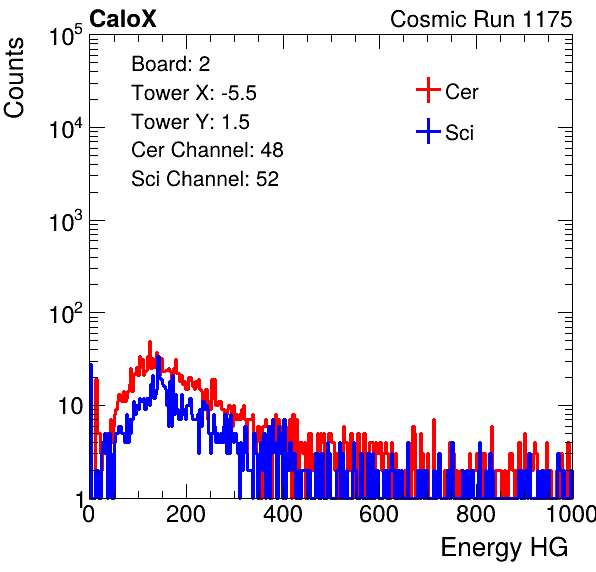 CaloX Cosmic Run 1175
Counts
Board: 2
Tower X: -5.5
Tower Y: 1.5
Cer Channel: 48
Sci Channel: 52
Cer
Sci
10^5
10^4
10^3
10^2
10
1
0 200 400 600 800 1000
Energy HG